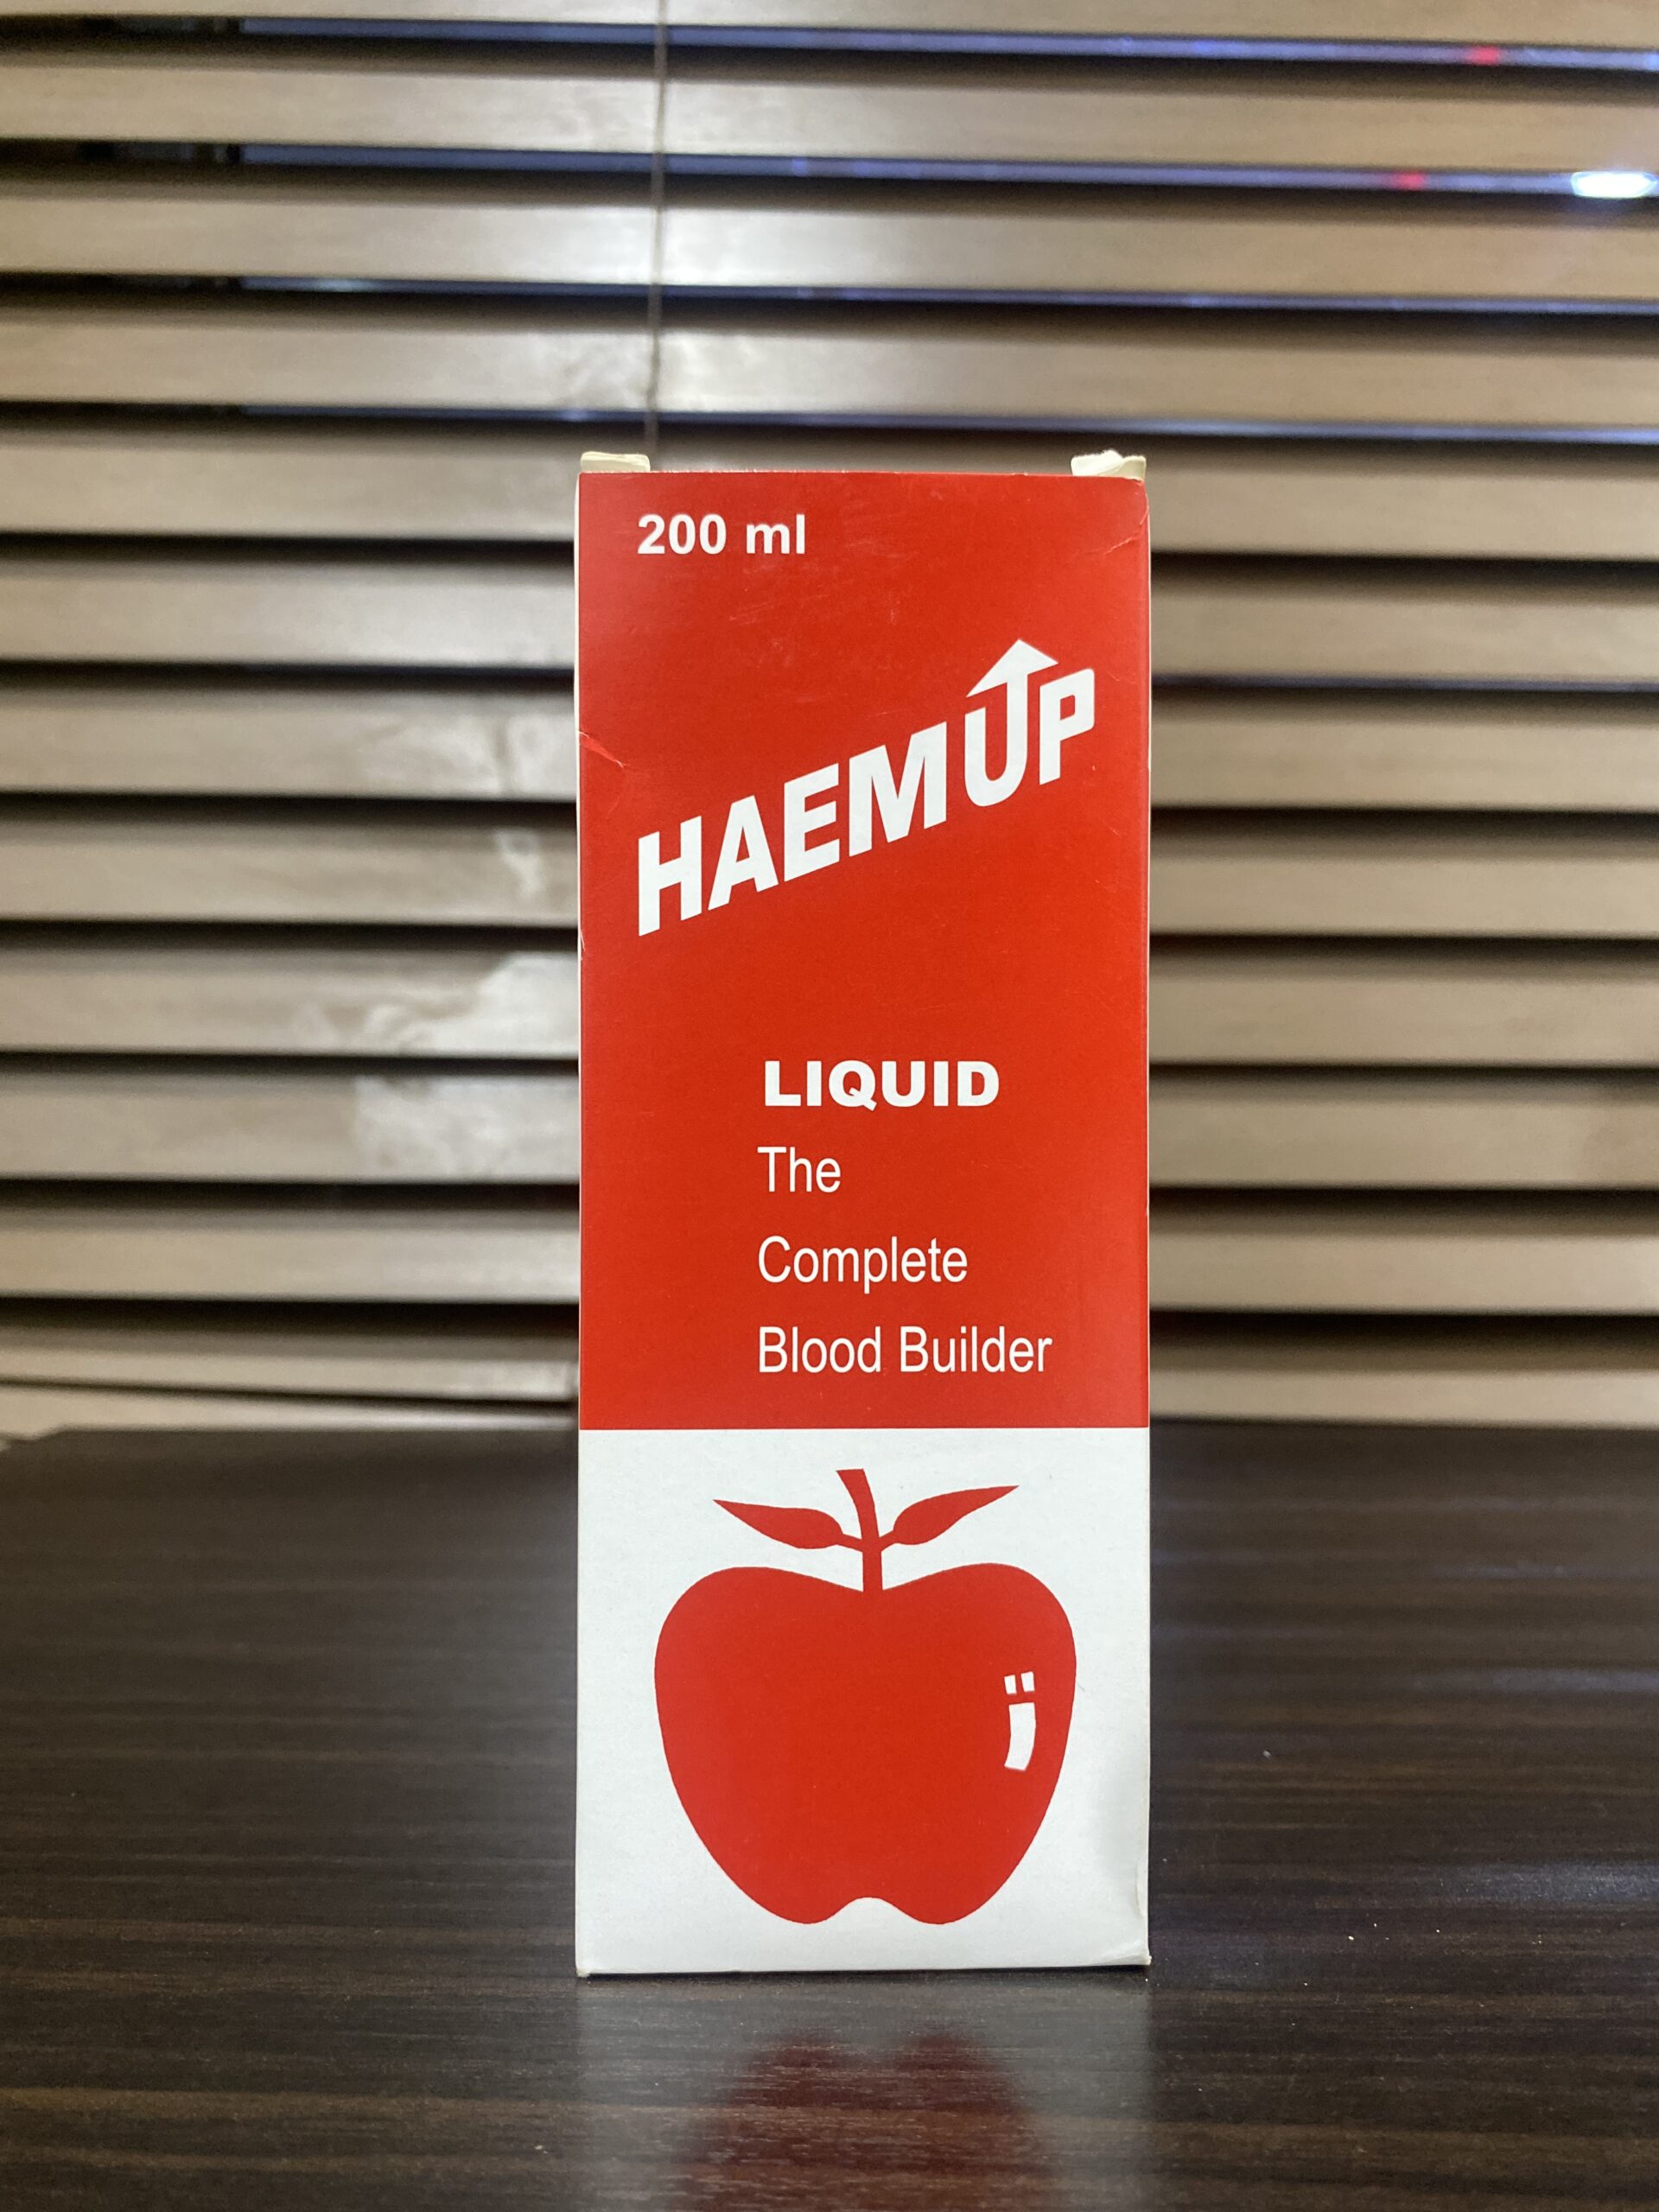 200 ml
HAEMUP
LIQUID
The
Complete
Blood Builder